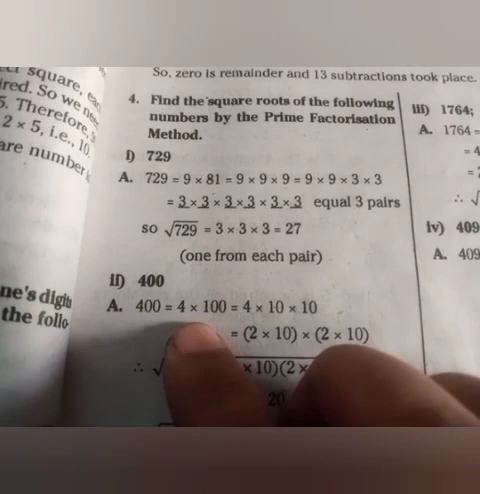 square,
ired. So we
5. Therefore,
2 × 5, i.e., 10.
are number
ne's digits
the follo
So, zero is remainder and 13 subtractions took place.
4. Find the square roots of the following
numbers by the Prime Factorisation
Method.
i) 729
A. 729 = 9 × 81 = 9 × 9 × 9 = 9 × 9 × 3 × 3
= 3 × 3 × 3 × 3 × 3 × 3 equal 3 pairs
so √729 = 3 × 3 × 3 = 27
(one from each pair)
ii) 400
A. 400 = 4 × 100 = 4 × 10 × 10
= (2 × 10) × (2 × 10)
∴ √ × 10)(2 ×
20
iii) 1764;
A. 1764 =
= 4
=
∴ √
iv) 409
A. 409